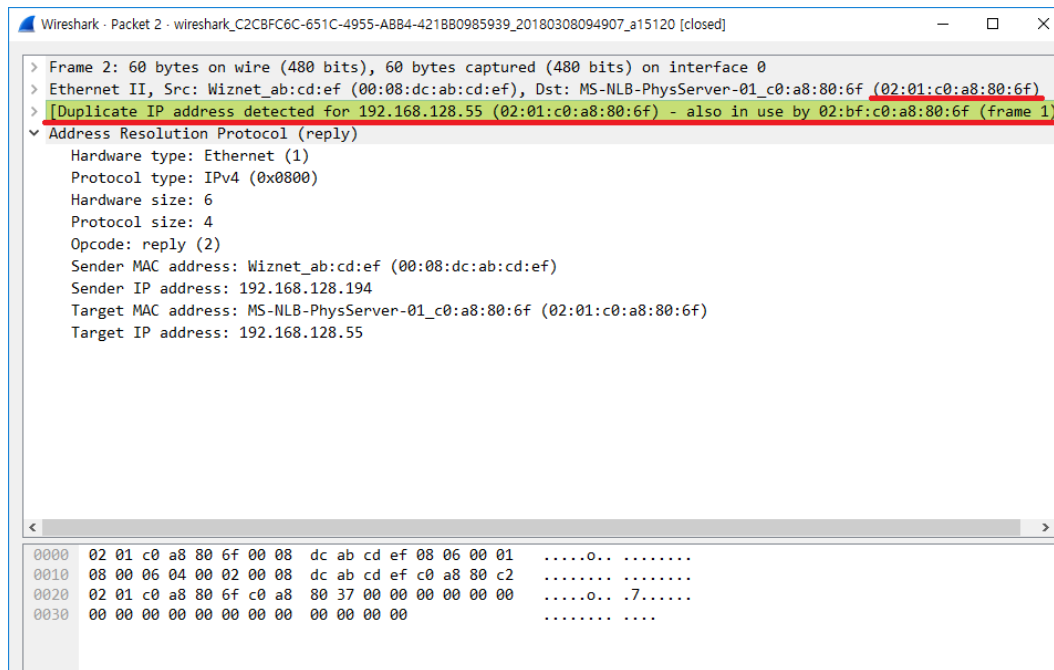 Wireshark · Packet 2 · wireshark_C2CBFC6C-651C-4955-ABB4-421BB0985939_20180308094907_a15120 [closed]
Frame 2: 60 bytes on wire (480 bits), 60 bytes captured (480 bits) on interface 0
Ethernet II, Src: Wiznet_ab:cd:ef (00:08:dc:ab:cd:ef), Dst: MS-NLB-PhysServer-01_c0:a8:80:6f (02:01:c0:a8:80:6f)
[Duplicate IP address detected for 192.168.128.55 (02:01:c0:a8:80:6f) - also in use by 02:bf:c0:a8:80:6f (frame 1)
Address Resolution Protocol (reply)
Hardware type: Ethernet (1)
Protocol type: IPv4 (0x0800)
Hardware size: 6
Protocol size: 4
Opcode: reply (2)
Sender MAC address: Wiznet_ab:cd:ef (00:08:dc:ab:cd:ef)
Sender IP address: 192.168.128.194
Target MAC address: MS-NLB-PhysServer-01_c0:a8:80:6f (02:01:c0:a8:80:6f)
Target IP address: 192.168.128.55
0000 02 01 c0 a8 80 6f 00 08 dc ab cd ef 08 06 00 01 .....o.. ........
0010 08 00 06 04 00 02 00 08 dc ab cd ef c0 a8 80 c2 ........ ........
0020 02 01 c0 a8 80 6f c0 a8 80 37 00 00 00 00 00 00 .....o.. .7......
0030 00 00 00 00 00 00 00 00 00 00 00 00 ........ ....